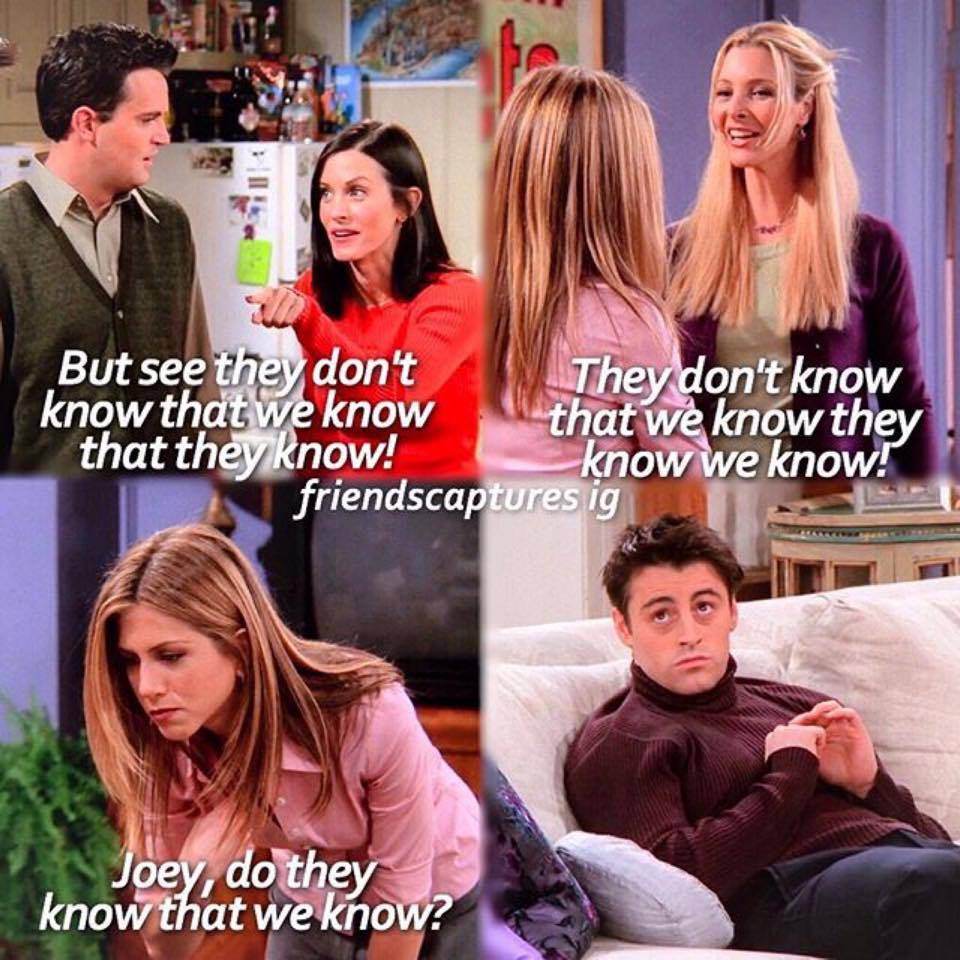 But see they don't
know that we know
that they know!
They don't know
that we know they
know we know!
friendscaptures ig
Joey, do they
know that we know?